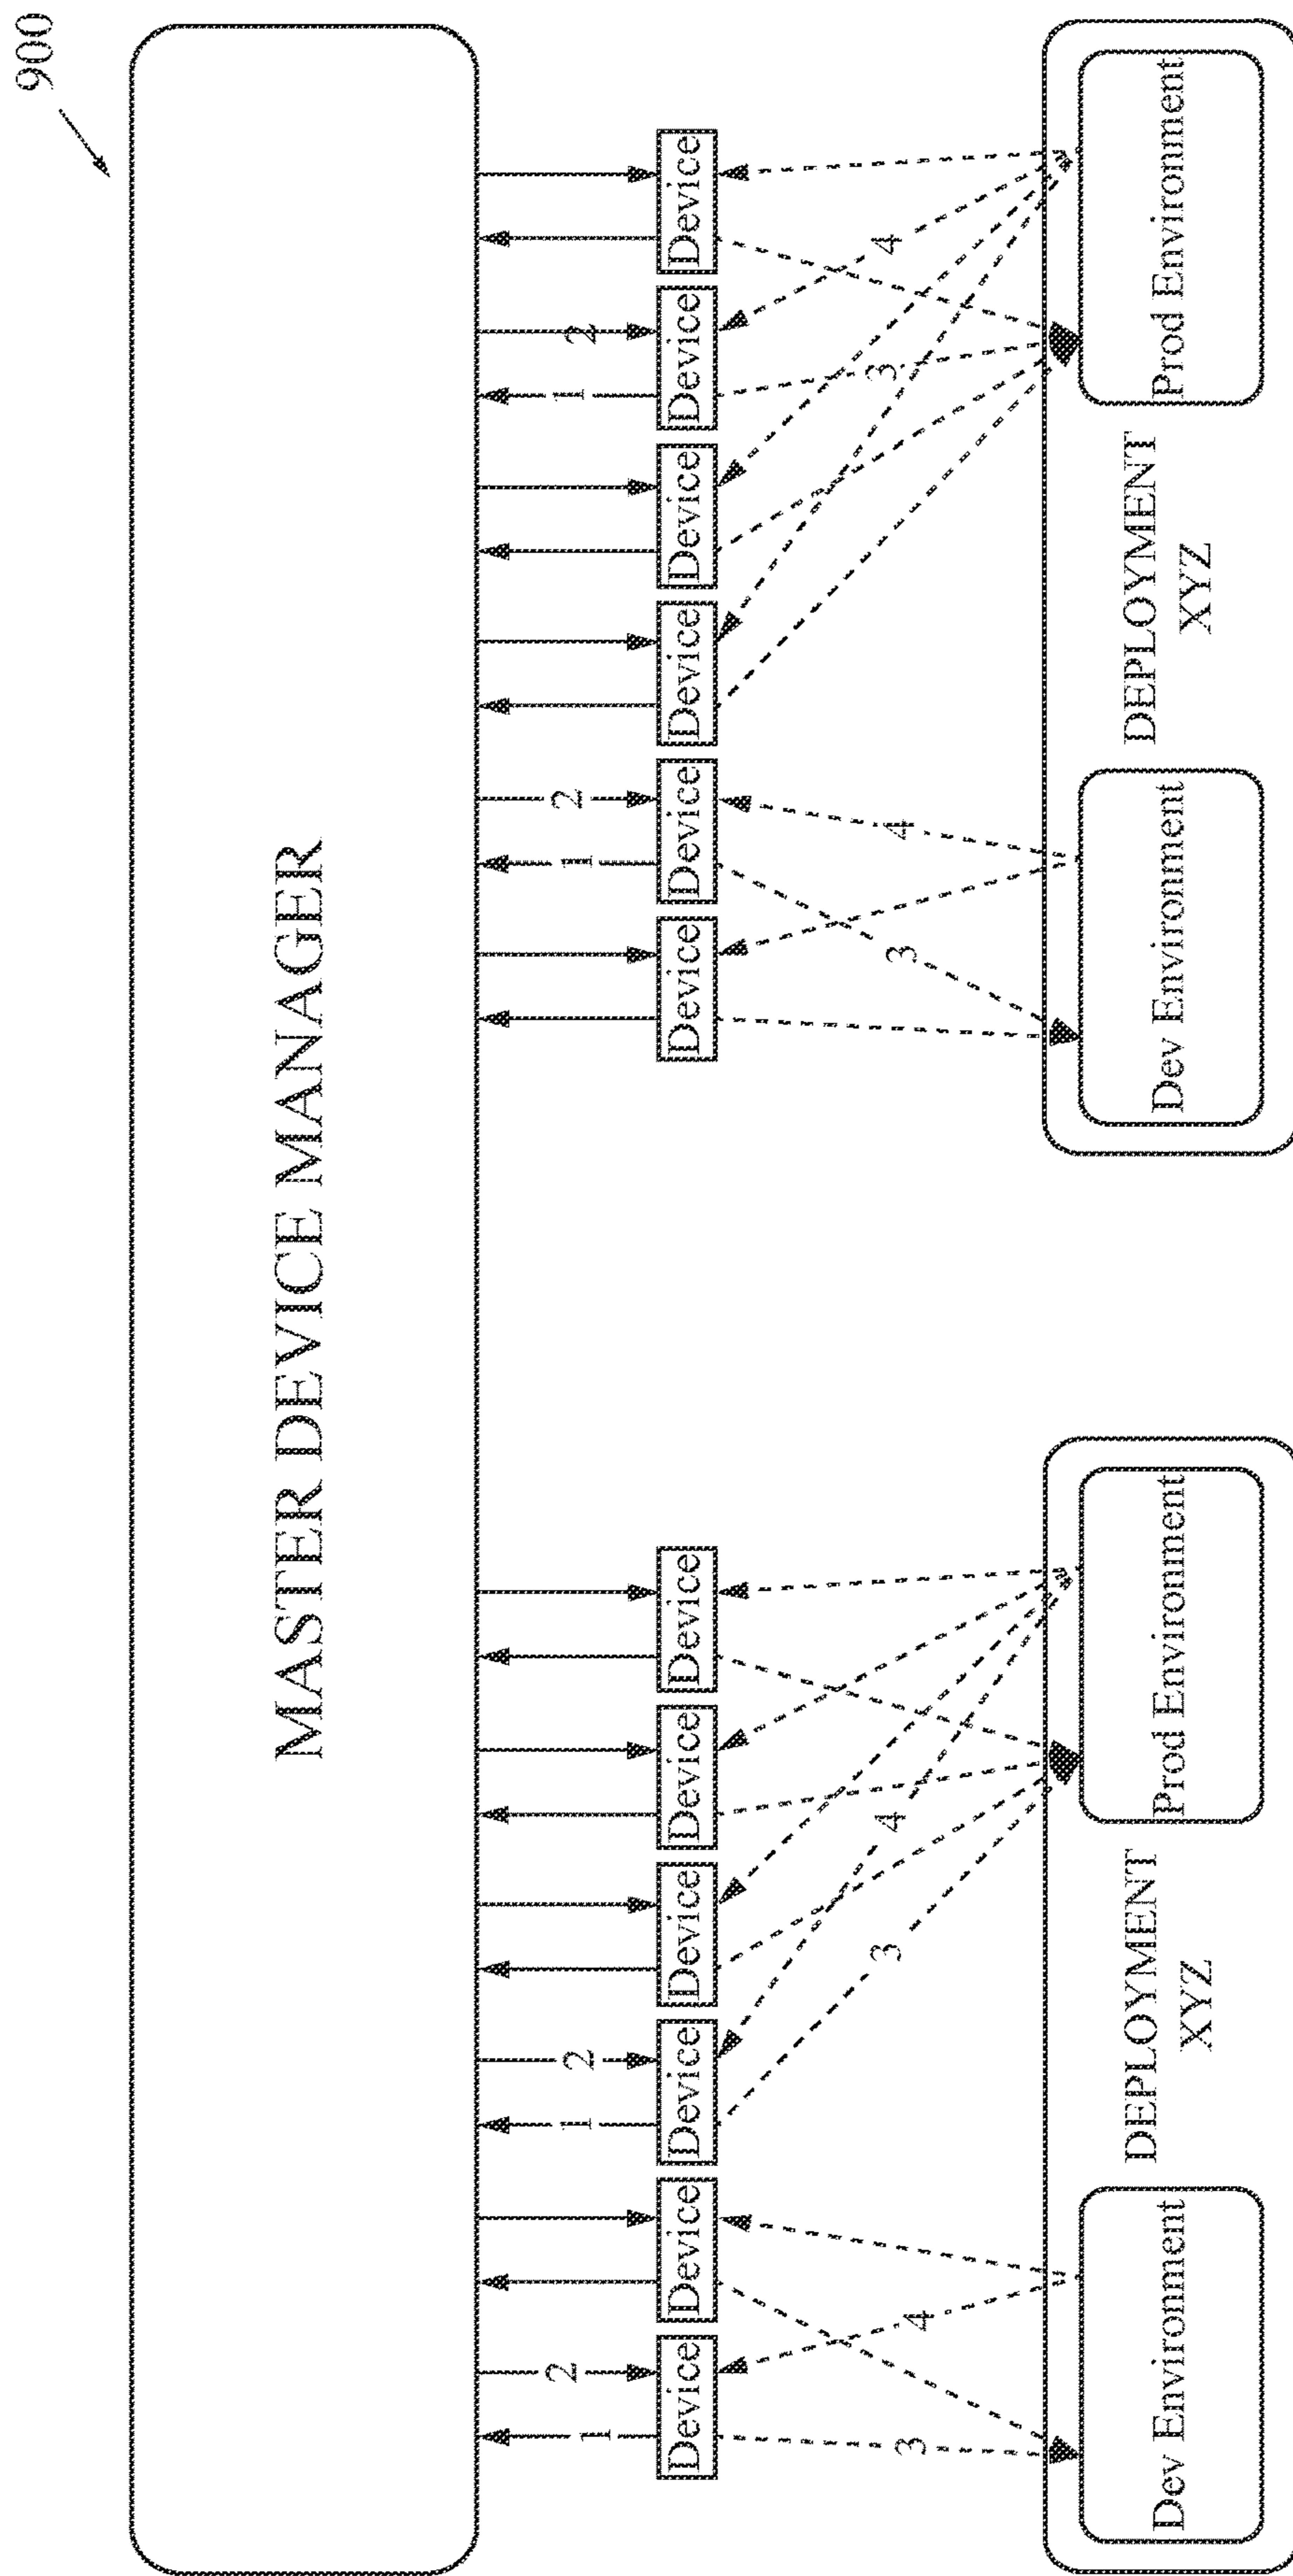 900
MASTER DEVICE MANAGER
1
2
1
2
1
2
1
2
Device
Device
Device
Device
Device
Device
Device
Device
Device
Device
Device
Device
3
4
3
4
3
4
3
4
Dev Environment
DEPLOYMENT
XYZ
Prod Environment
Dev Environment
DEPLOYMENT
XYZ
Prod Environment